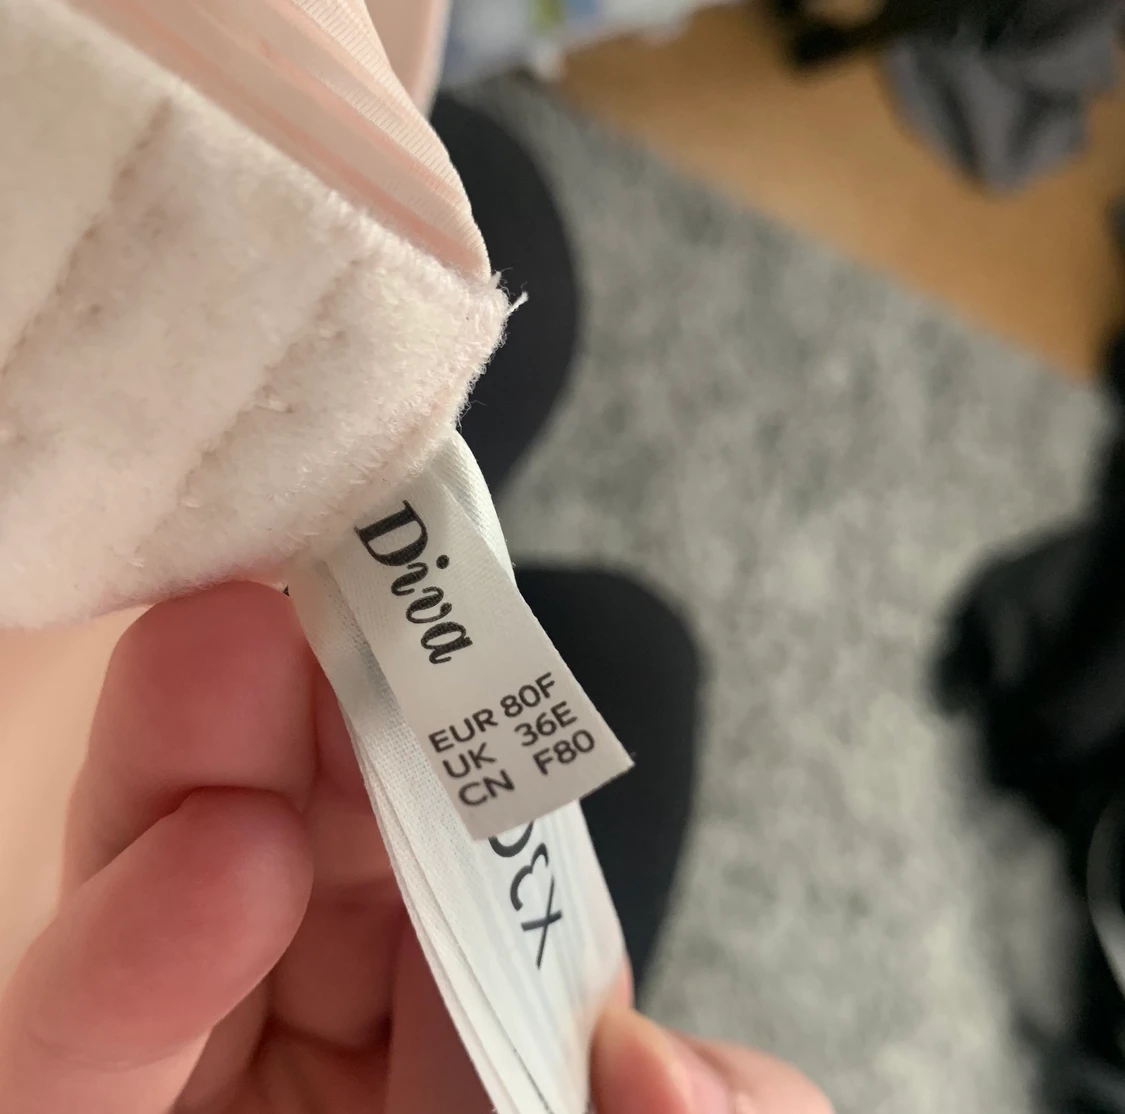 Diva
EUR 80F
UK 36E
CN F80